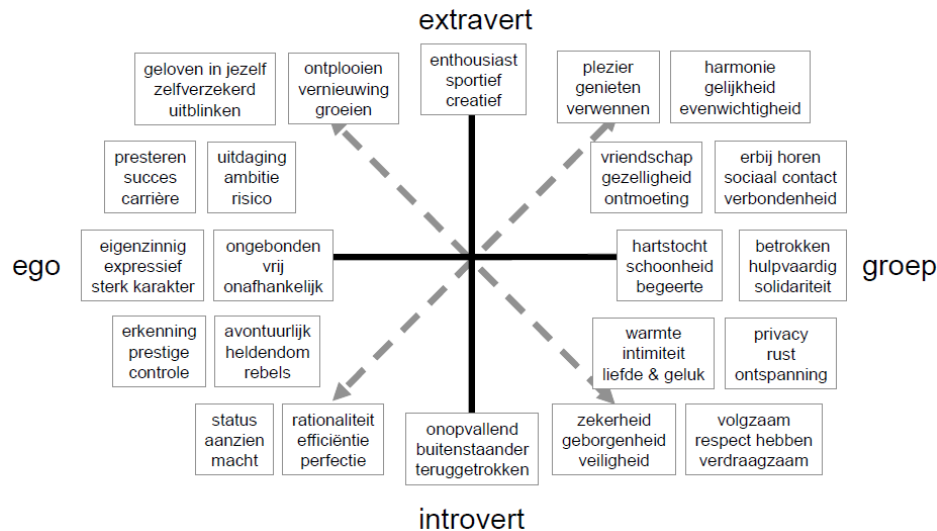 extravert
geloven in jezelf
zelfverzekerd
uitblinken
ontplooien
vernieuwing
groeien
enthousiast
sportief
creatief
plezier
genieten
verwennen
harmonie
gelijkheid
evenwichtigheid
presteren
succes
carrière
uitdaging
ambitie
risico
vriendschap
gezelligheid
ontmoeting
erbij horen
sociaal contact
verbondenheid
ego
eigenzinnig
expressief
sterk karakter
ongebonden
vrij
onafhankelijk
hartstocht
schoonheid
begeerte
betrokken
hulpvaardig
solidariteit
groep
erkenning
prestige
controle
avontuurlijk
heldendom
rebels
warmte
intimiteit
liefde & geluk
privacy
rust
ontspanning
status
aanzien
macht
rationaliteit
efficiëntie
perfectie
onopvallend
buitenstaander
teruggetrokken
zekerheid
geborgenheid
veiligheid
volgzaam
respect hebben
verdraagzaam
introvert